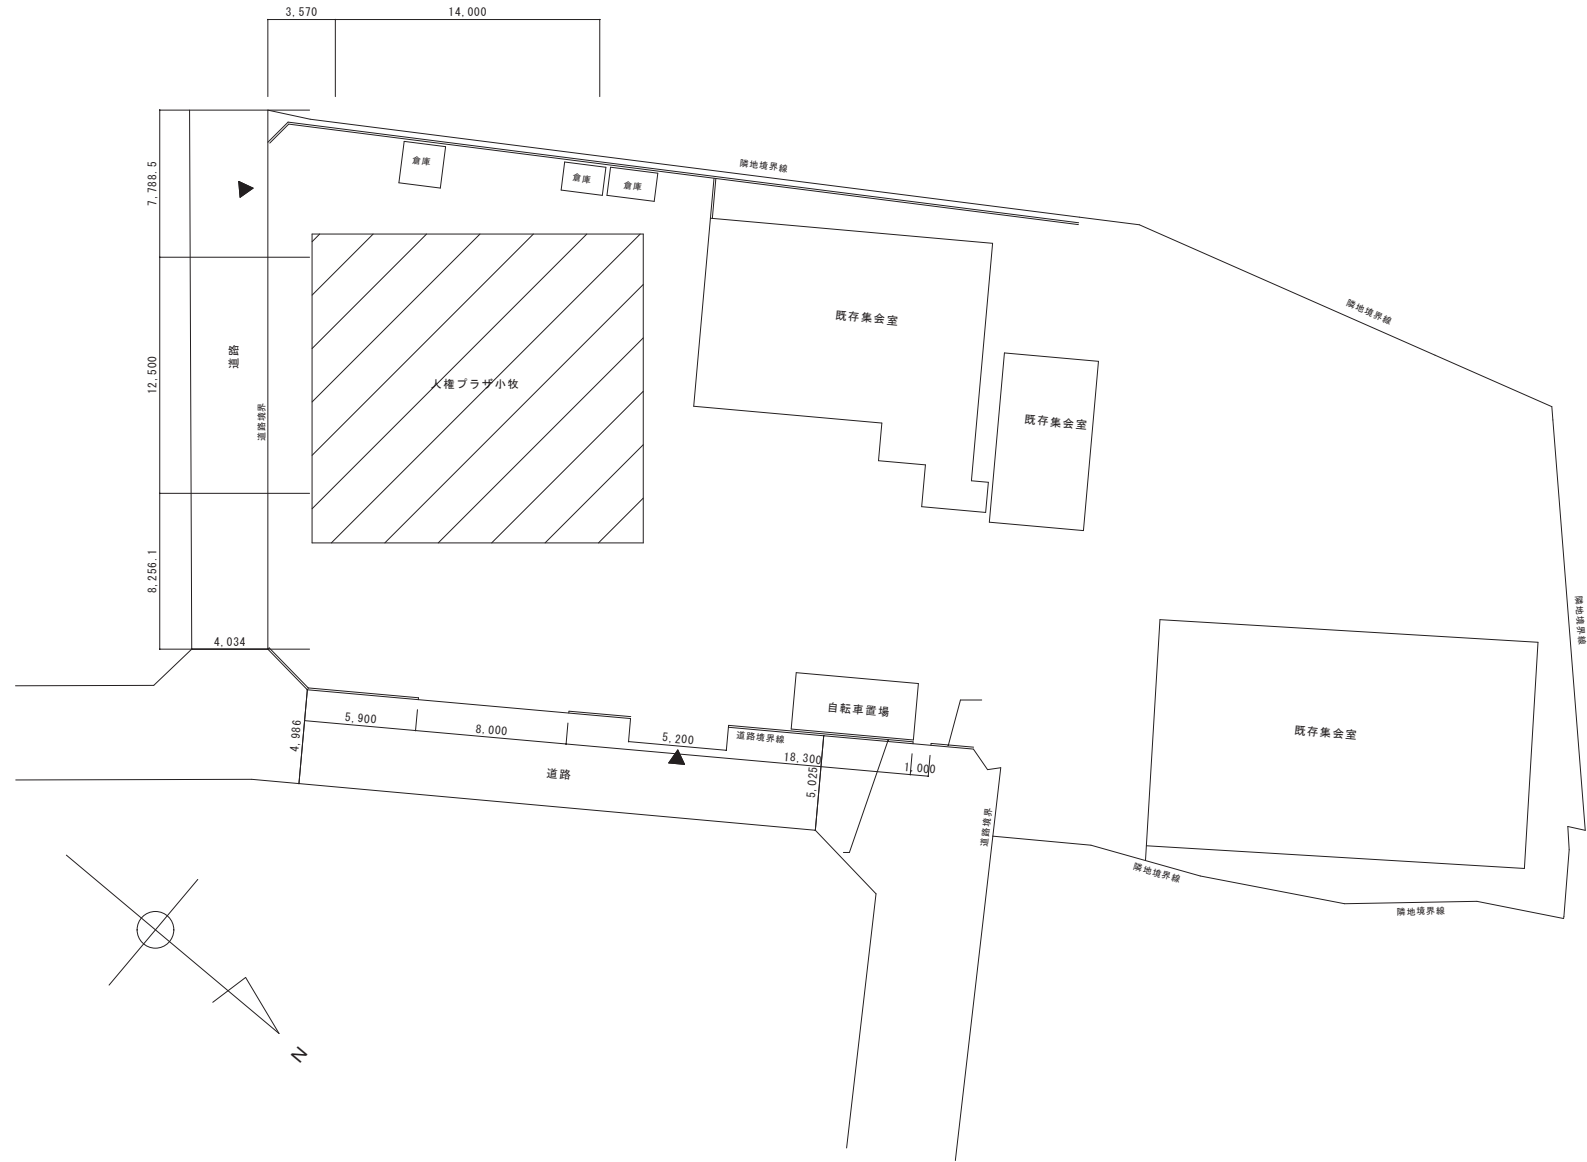 3,570
14,000
7,788.5
倉庫
倉庫
倉庫
隣地境界線
隣地境界線
既存集会室
道路
12,500
人権プラザ小牧
道路境界
既存集会室
8,256.1
隣地境界線
4,034
5,900
8,000
4,986
5,200
道路境界線
自転車置場
18,300
1,000
5,025
道路
既存集会室
道路境界
隣地境界線
隣地境界線
N